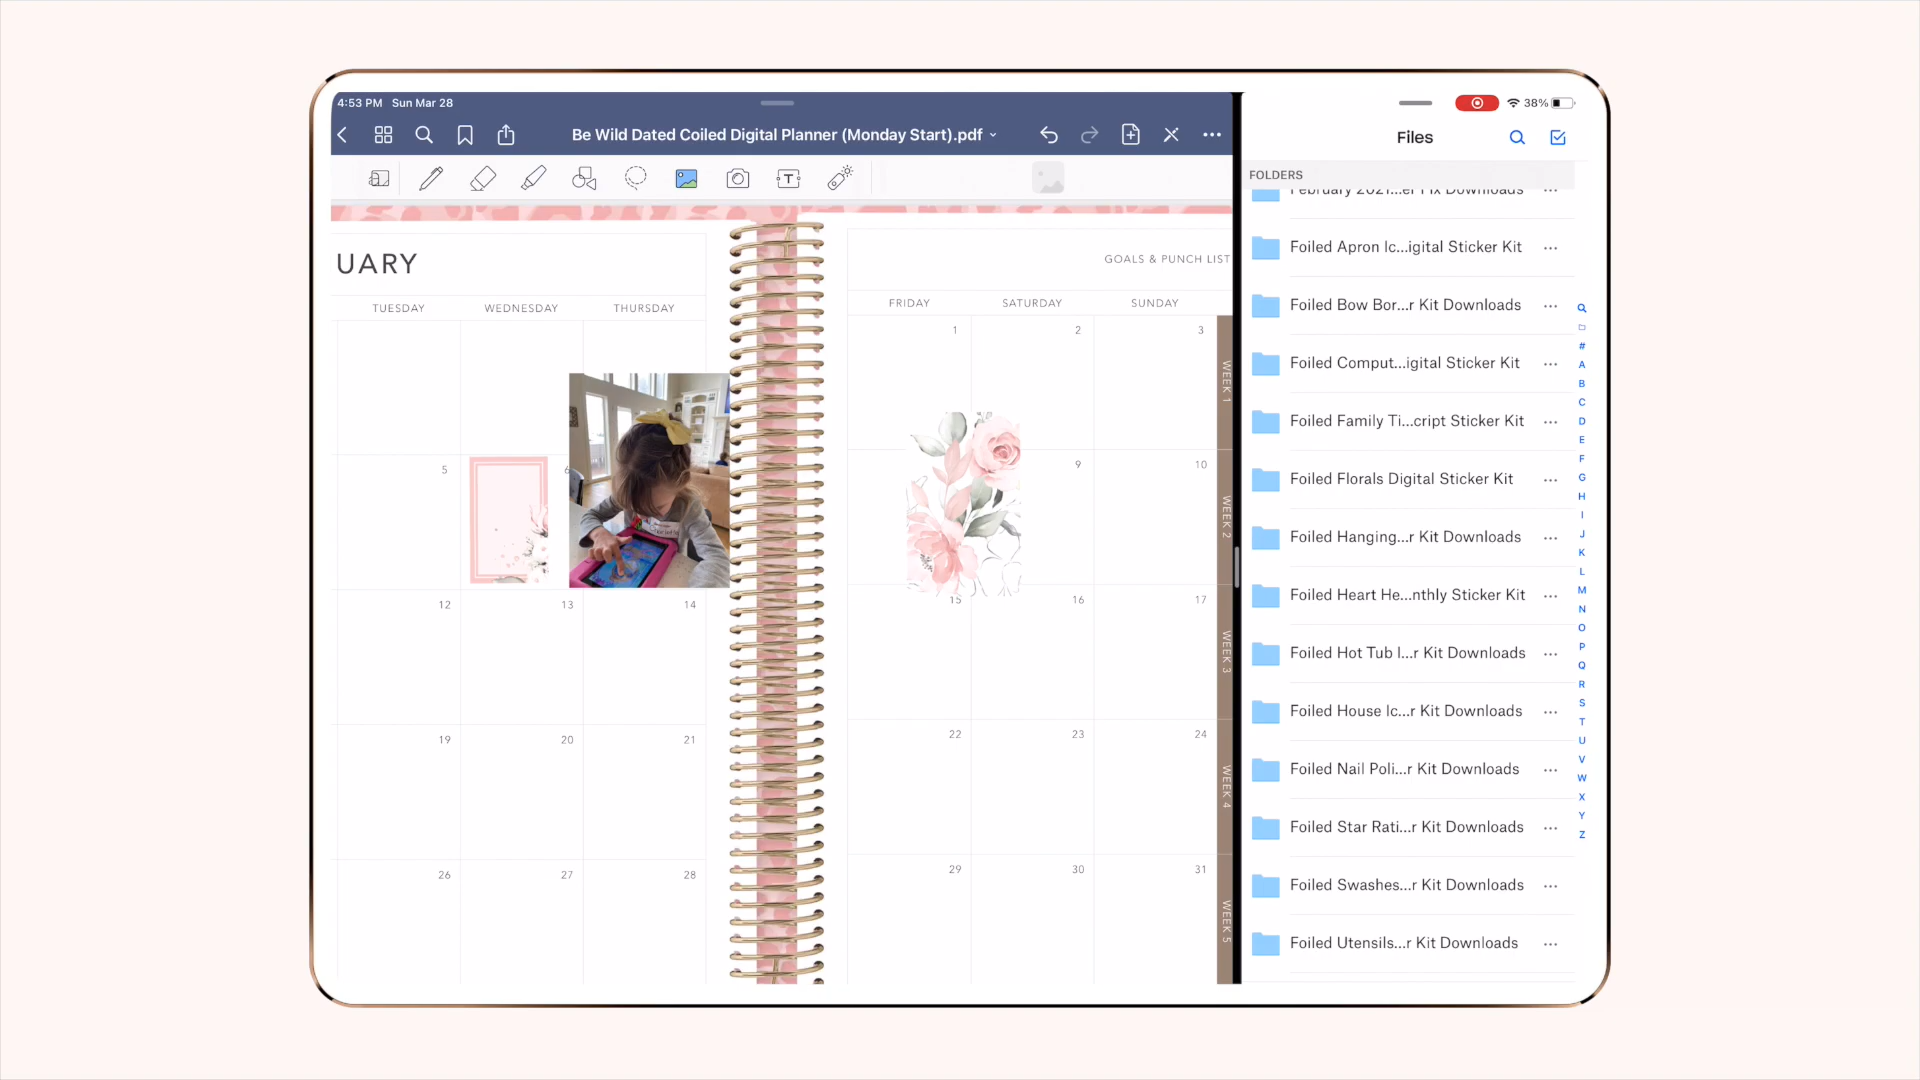 4:53 PM Sun Mar 28
Be Wild Dated Coiled Digital Planner (Monday Start).pdf
T
UARY
TUESDAY WEDNESDAY THURSDAY
5 6
12 13 14
19 20 21
26 27 28
GOALS & PUNCH LIST
FRIDAY SATURDAY SUNDAY
1 2 3
9 10
15 16 17
22 23 24
29 30 31
WEEK 1
WEEK 2
WEEK 3
WEEK 4
WEEK 5
38%
Files
FOLDERS
February 2021...er Fix Downloads
Foiled Apron Ic...igital Sticker Kit
Foiled Bow Bor...r Kit Downloads
Foiled Comput...igital Sticker Kit
Foiled Family Ti...cript Sticker Kit
Foiled Florals Digital Sticker Kit
Foiled Hanging...r Kit Downloads
Foiled Heart He...nthly Sticker Kit
Foiled Hot Tub I...r Kit Downloads
Foiled House Ic...r Kit Downloads
Foiled Nail Poli...r Kit Downloads
Foiled Star Rati...r Kit Downloads
Foiled Swashes...r Kit Downloads
Foiled Utensils...r Kit Downloads
#
A
B
C
D
E
F
G
H
I
J
K
L
M
N
O
P
Q
R
S
T
U
V
W
X
Y
Z